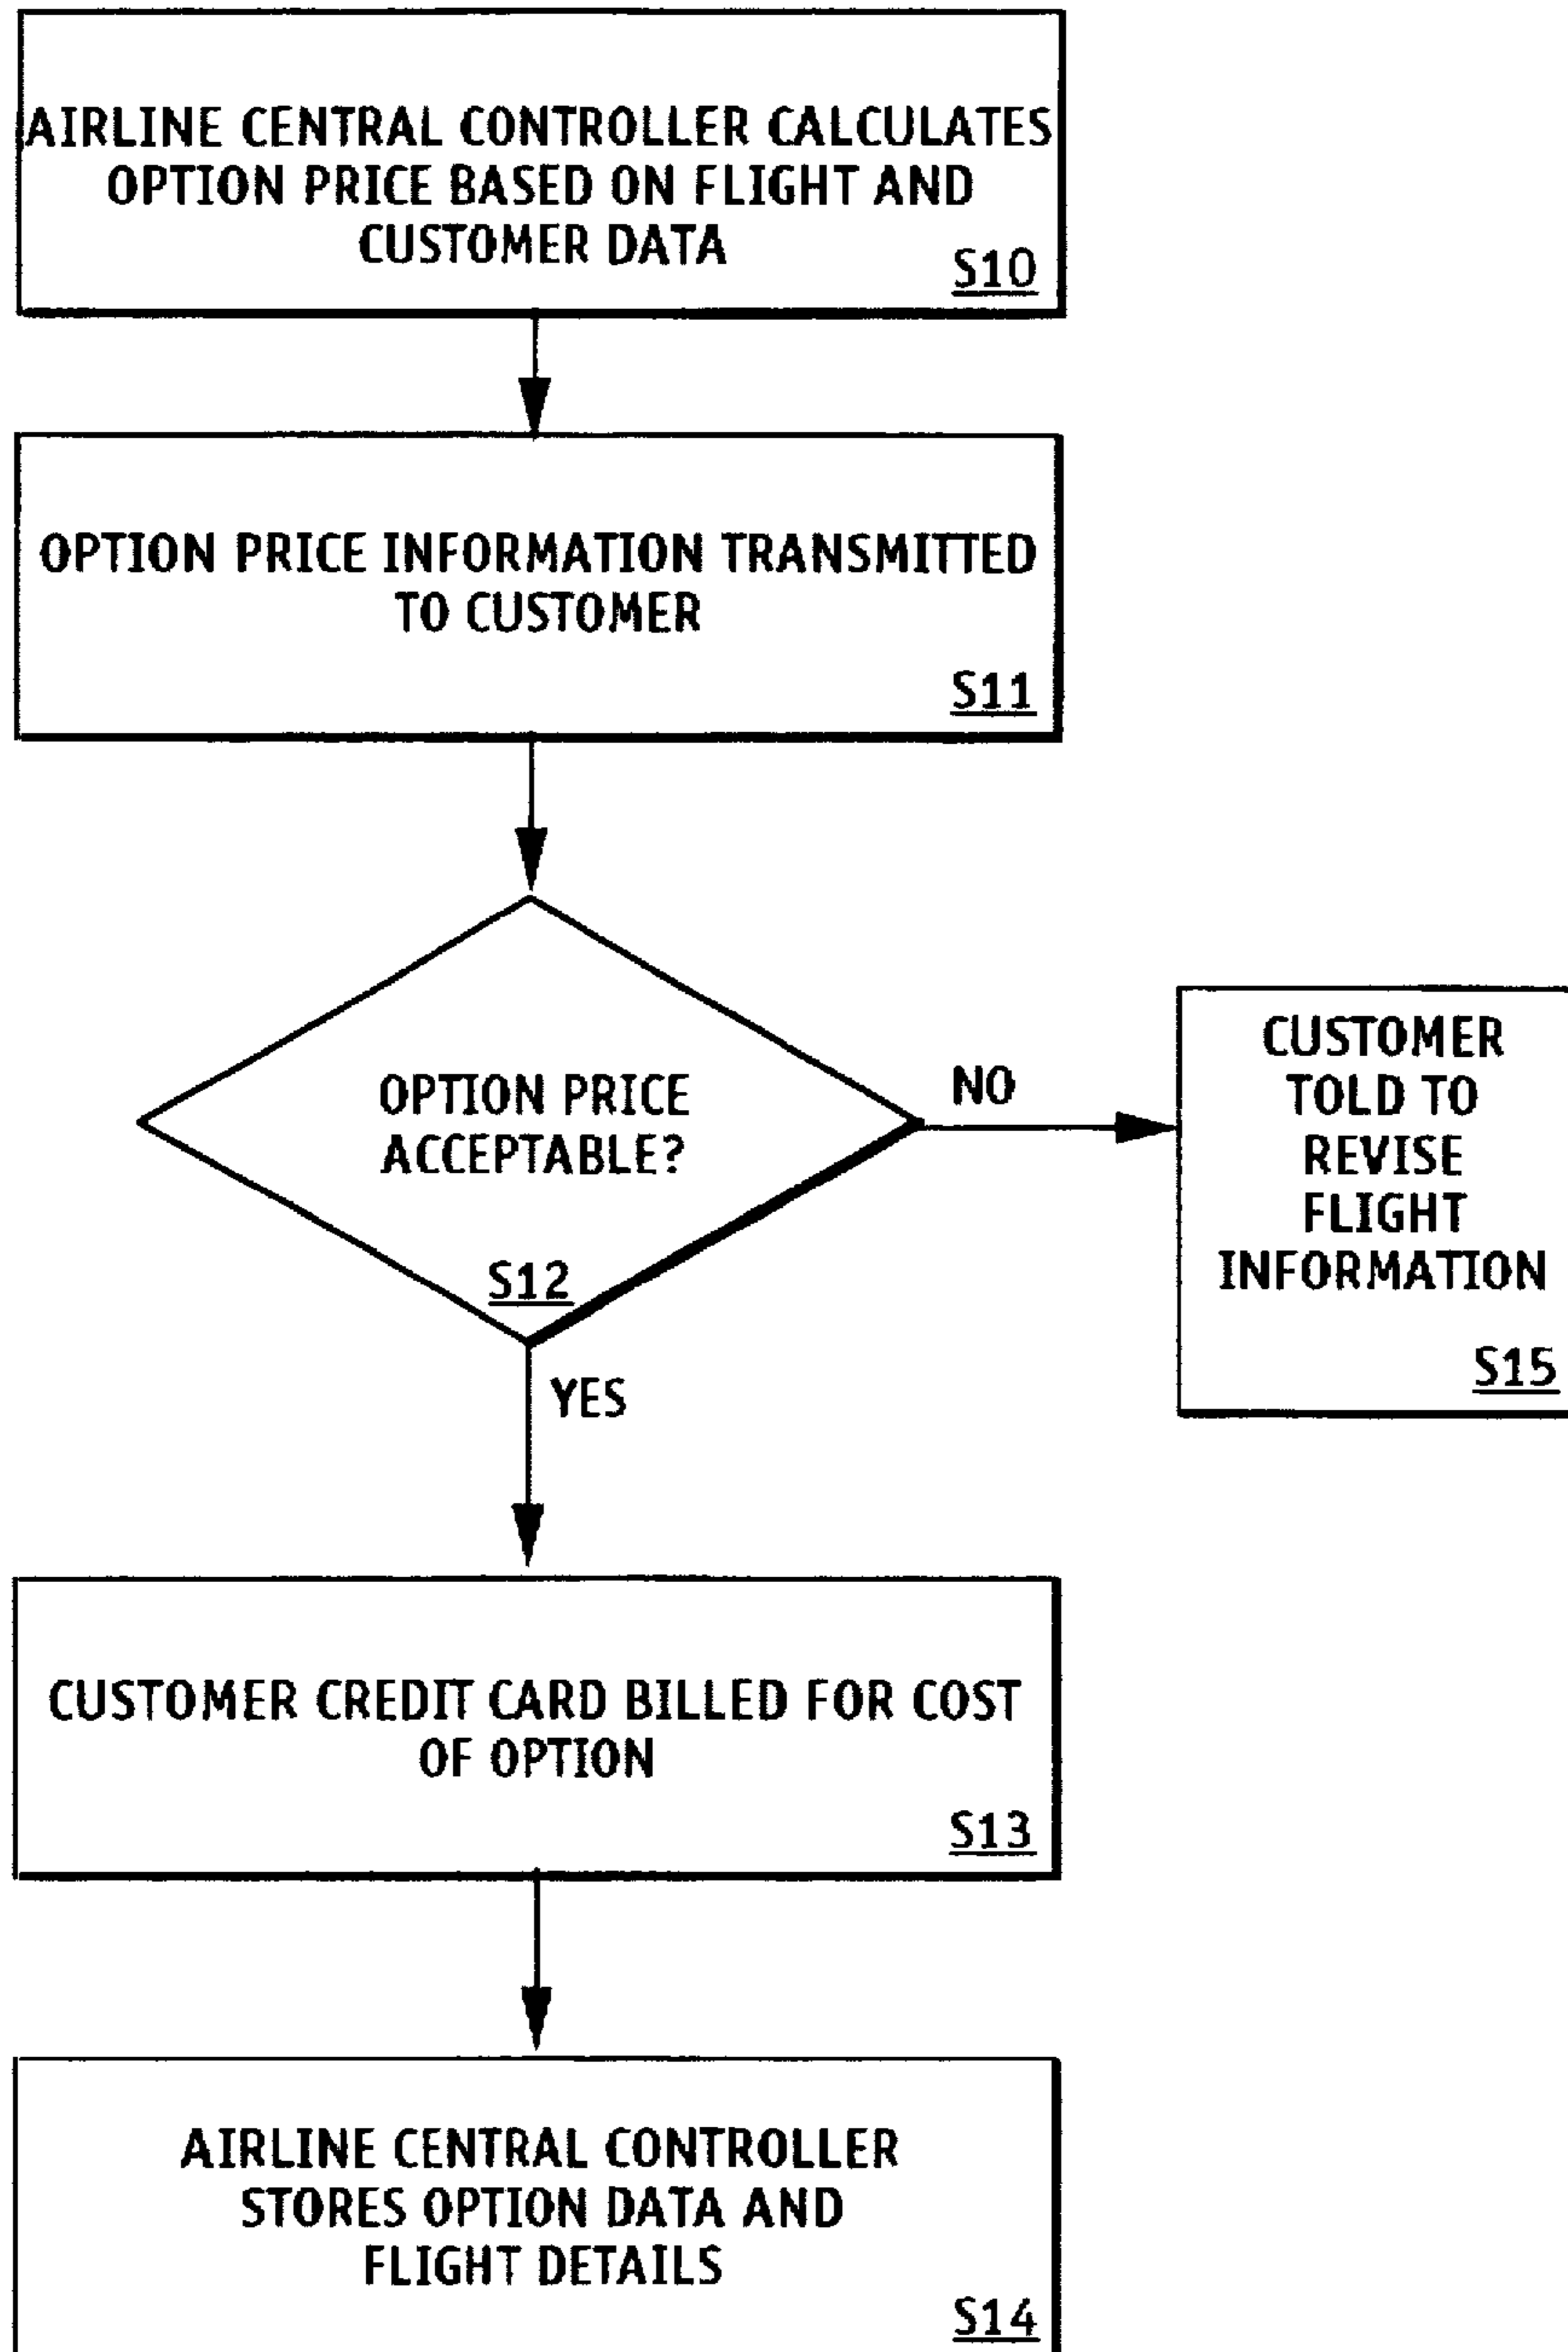 AIRLINE CENTRAL CONTROLLER CALCULATES
OPTION PRICE BASED ON FLIGHT AND
CUSTOMER DATA
S10
OPTION PRICE INFORMATION TRANSMITTED
TO CUSTOMER
S11
OPTION PRICE
ACCEPTABLE?
S12
NO
CUSTOMER
TOLD TO
REVISE
FLIGHT
INFORMATION
S15
YES
CUSTOMER CREDIT CARD BILLED FOR COST
OF OPTION
S13
AIRLINE CENTRAL CONTROLLER
STORES OPTION DATA AND
FLIGHT DETAILS
S14